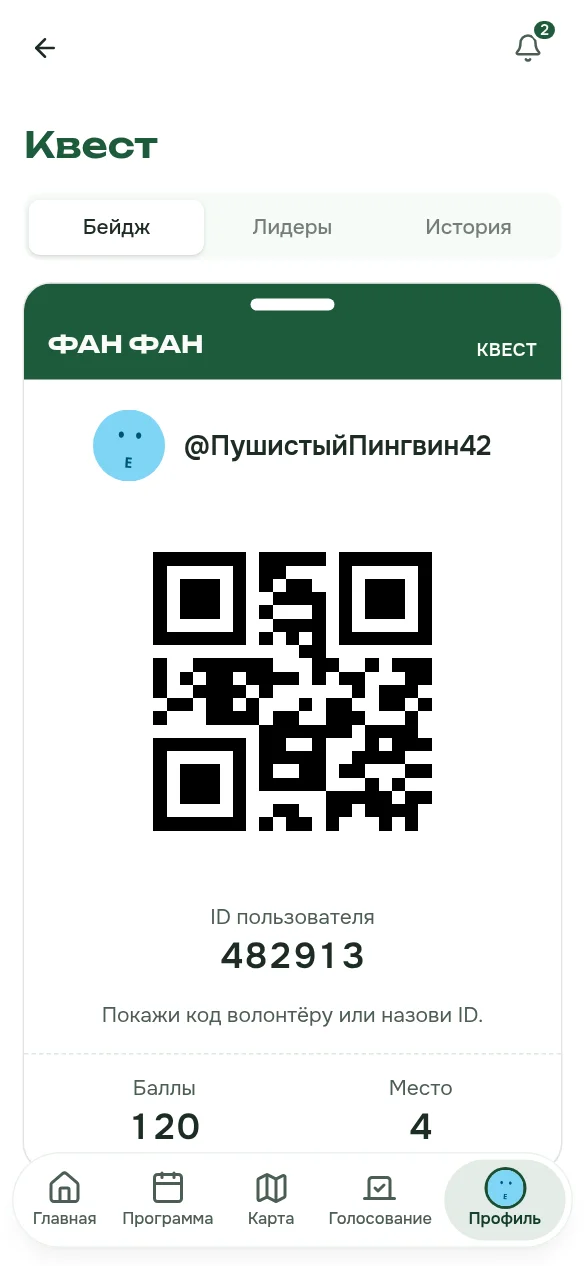 2
Квест
Бейдж
Лидеры
История
ФАН ФАН
КВЕСТ
@ПушистыйПингвин42
ID пользователя
482913
Покажи код волонтёру или назови ID.
Баллы
Место
120
4
Главная
Программа
Карта
Голосование
Профиль